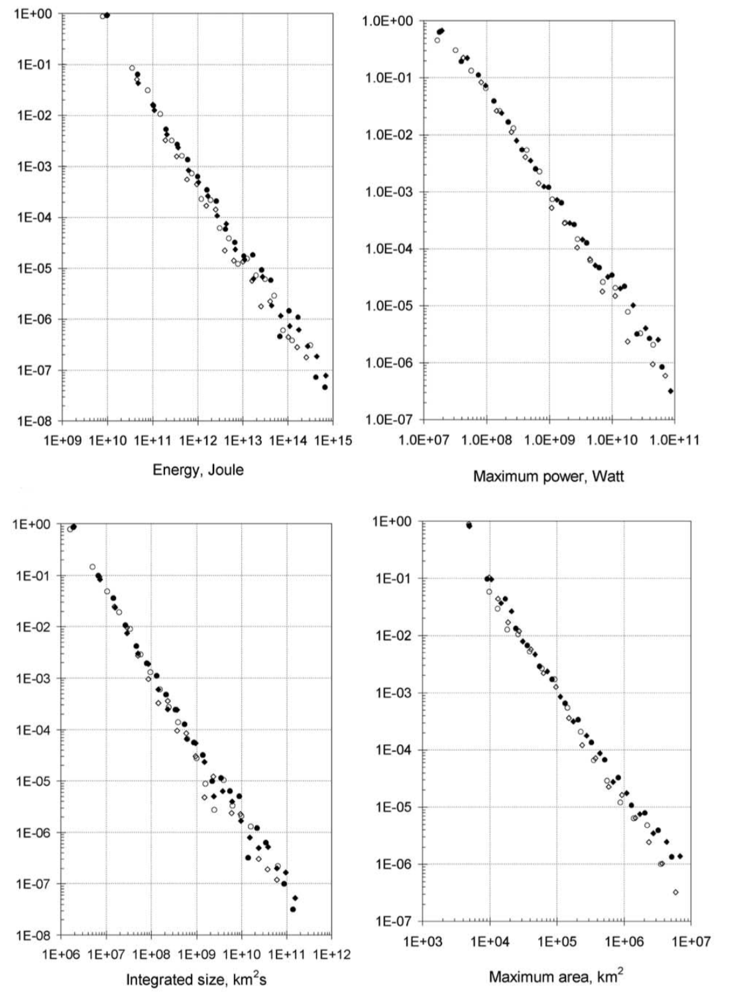 1E+00
1E-01
1E-02
1E-03
1E-04
1E-05
1E-06
1E-07
1E-08
1E+09 1E+10 1E+11 1E+12 1E+13 1E+14 1E+15
Energy, Joule
1.0E+00
1.0E-01
1.0E-02
1.0E-03
1.0E-04
1.0E-05
1.0E-06
1.0E-07
1.0E+07 1.0E+08 1.0E+09 1.0E+10 1.0E+11
Maximum power, Watt
1E+00
1E-01
1E-02
1E-03
1E-04
1E-05
1E-06
1E-07
1E-08
1E+06 1E+07 1E+08 1E+09 1E+10 1E+11 1E+12
Integrated size, km²s
1E+00
1E-01
1E-02
1E-03
1E-04
1E-05
1E-06
1E-07
1E+03 1E+04 1E+05 1E+06 1E+07
Maximum area, km²